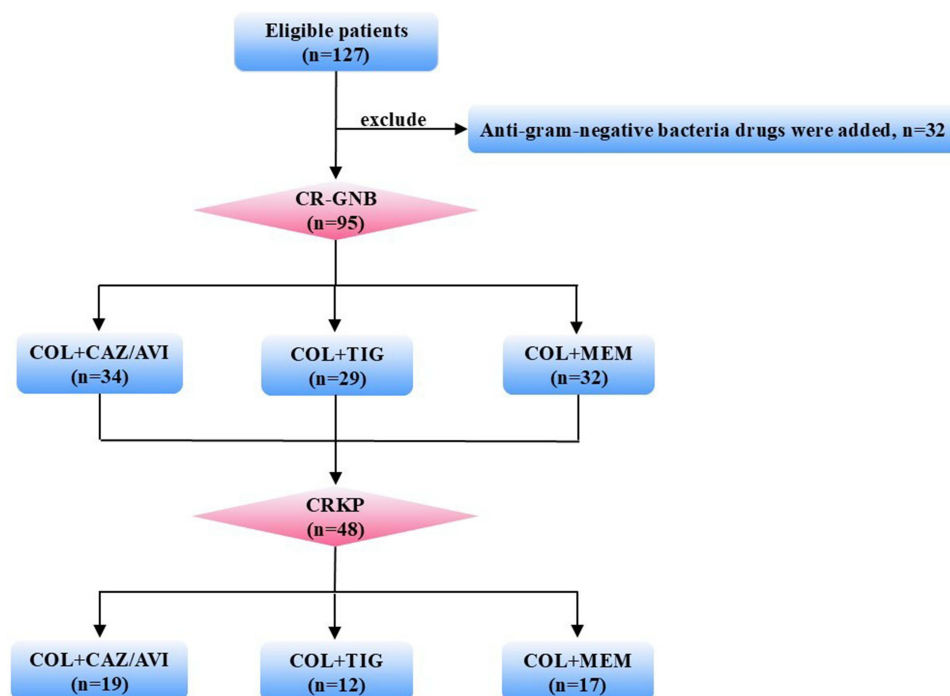 Eligible patients
(n=127)
exclude
Anti-gram-negative bacteria drugs were added, n=32
CR-GNB
(n=95)
COL+CAZ/AVI
(n=34)
COL+TIG
(n=29)
COL+MEM
(n=32)
CRKP
(n=48)
COL+CAZ/AVI
(n=19)
COL+TIG
(n=12)
COL+MEM
(n=17)